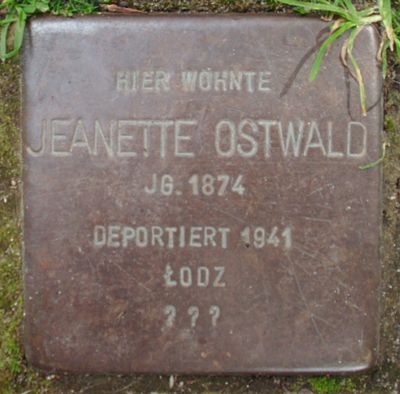 HIER WOHNTE
JEANETTE OSTWALD
JG. 1874
DEPORTIERT 1941
ŁODZ
???